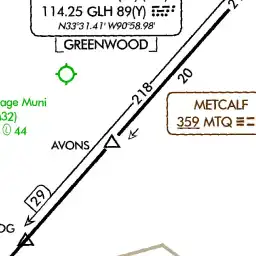 114.25 GLH 89(Y)
N33°31.41' W90°58.98'
GREENWOOD
age Muni
32)
44
METCALF
359 MTQ
218
20
AVONS
29
OG